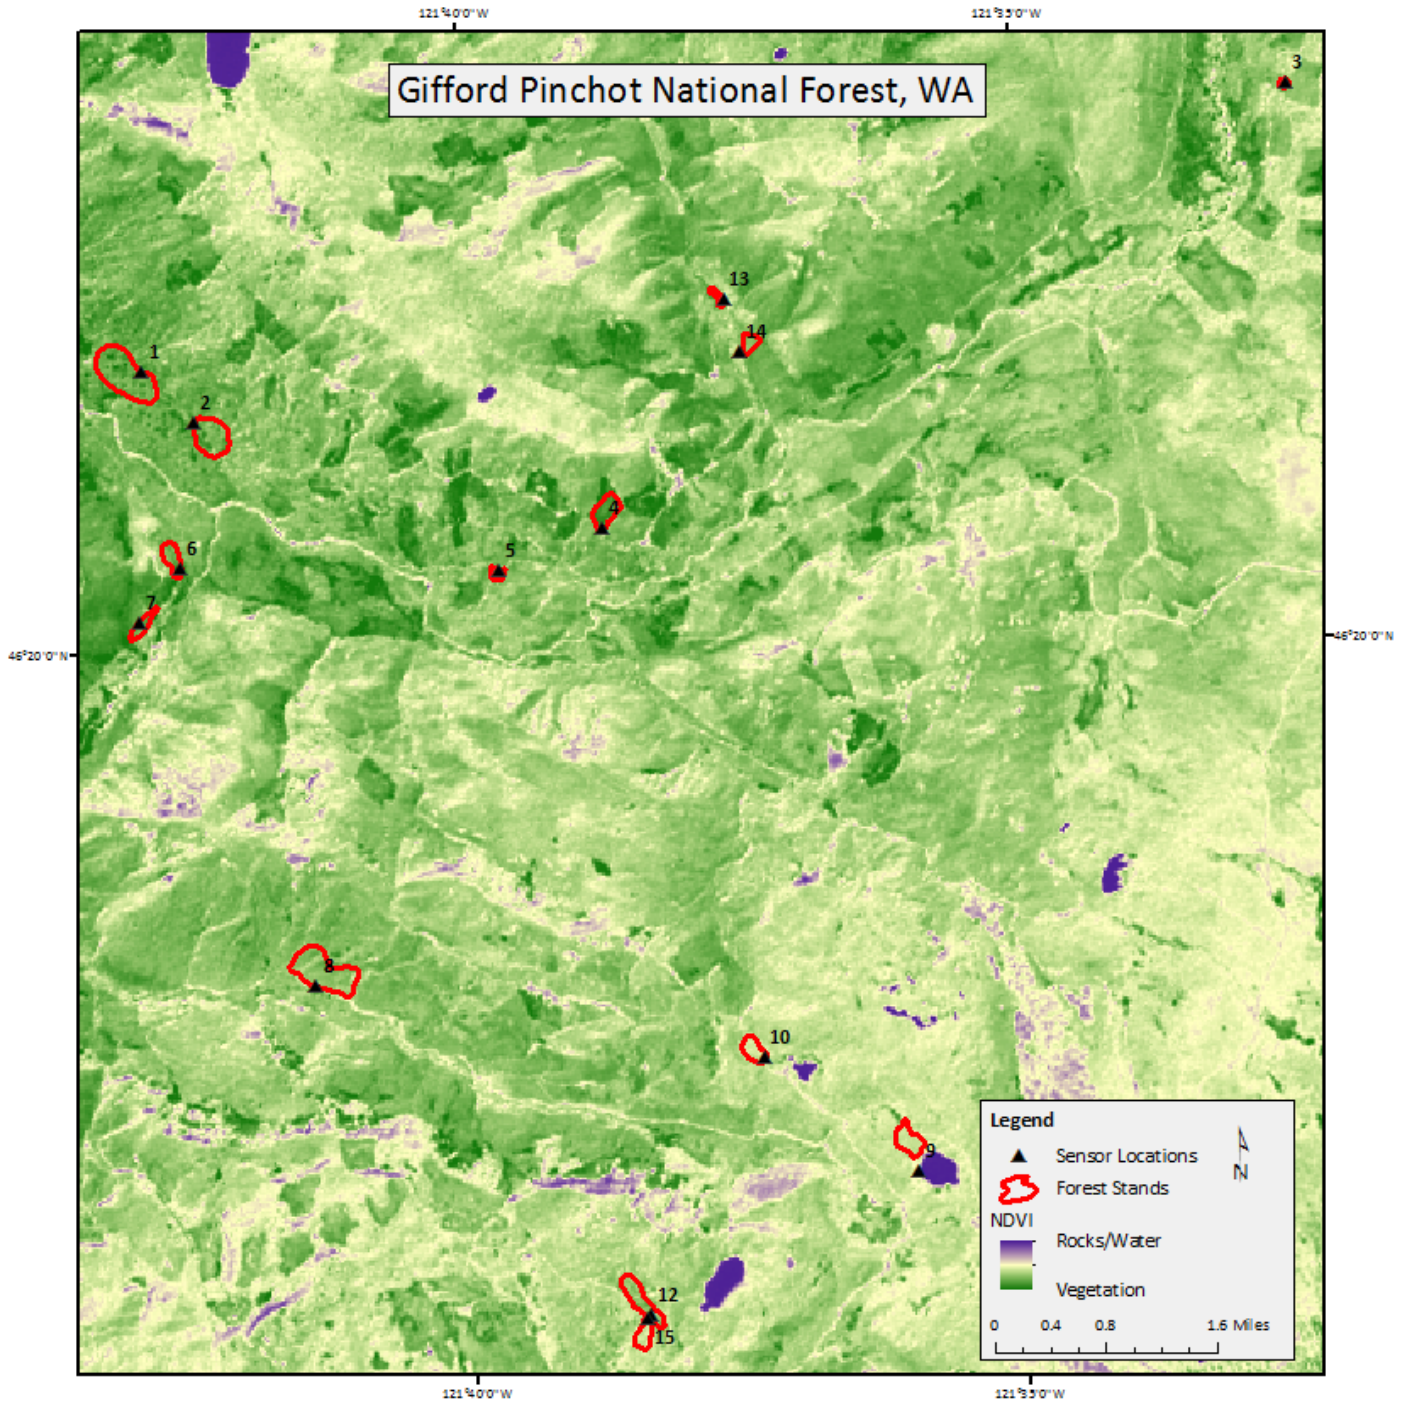 121°40'0"W
121°35'0"W
Gifford Pinchot National Forest, WA
3
13
14
1
2
4
5
6
7
46°20'0"N
46°20'0"N
8
10
9
12
15
Legend
Sensor Locations
Forest Stands
N
NDVI
Rocks/Water
Vegetation
0 0.4 0.8 1.6 Miles
121°40'0"W
121°35'0"W